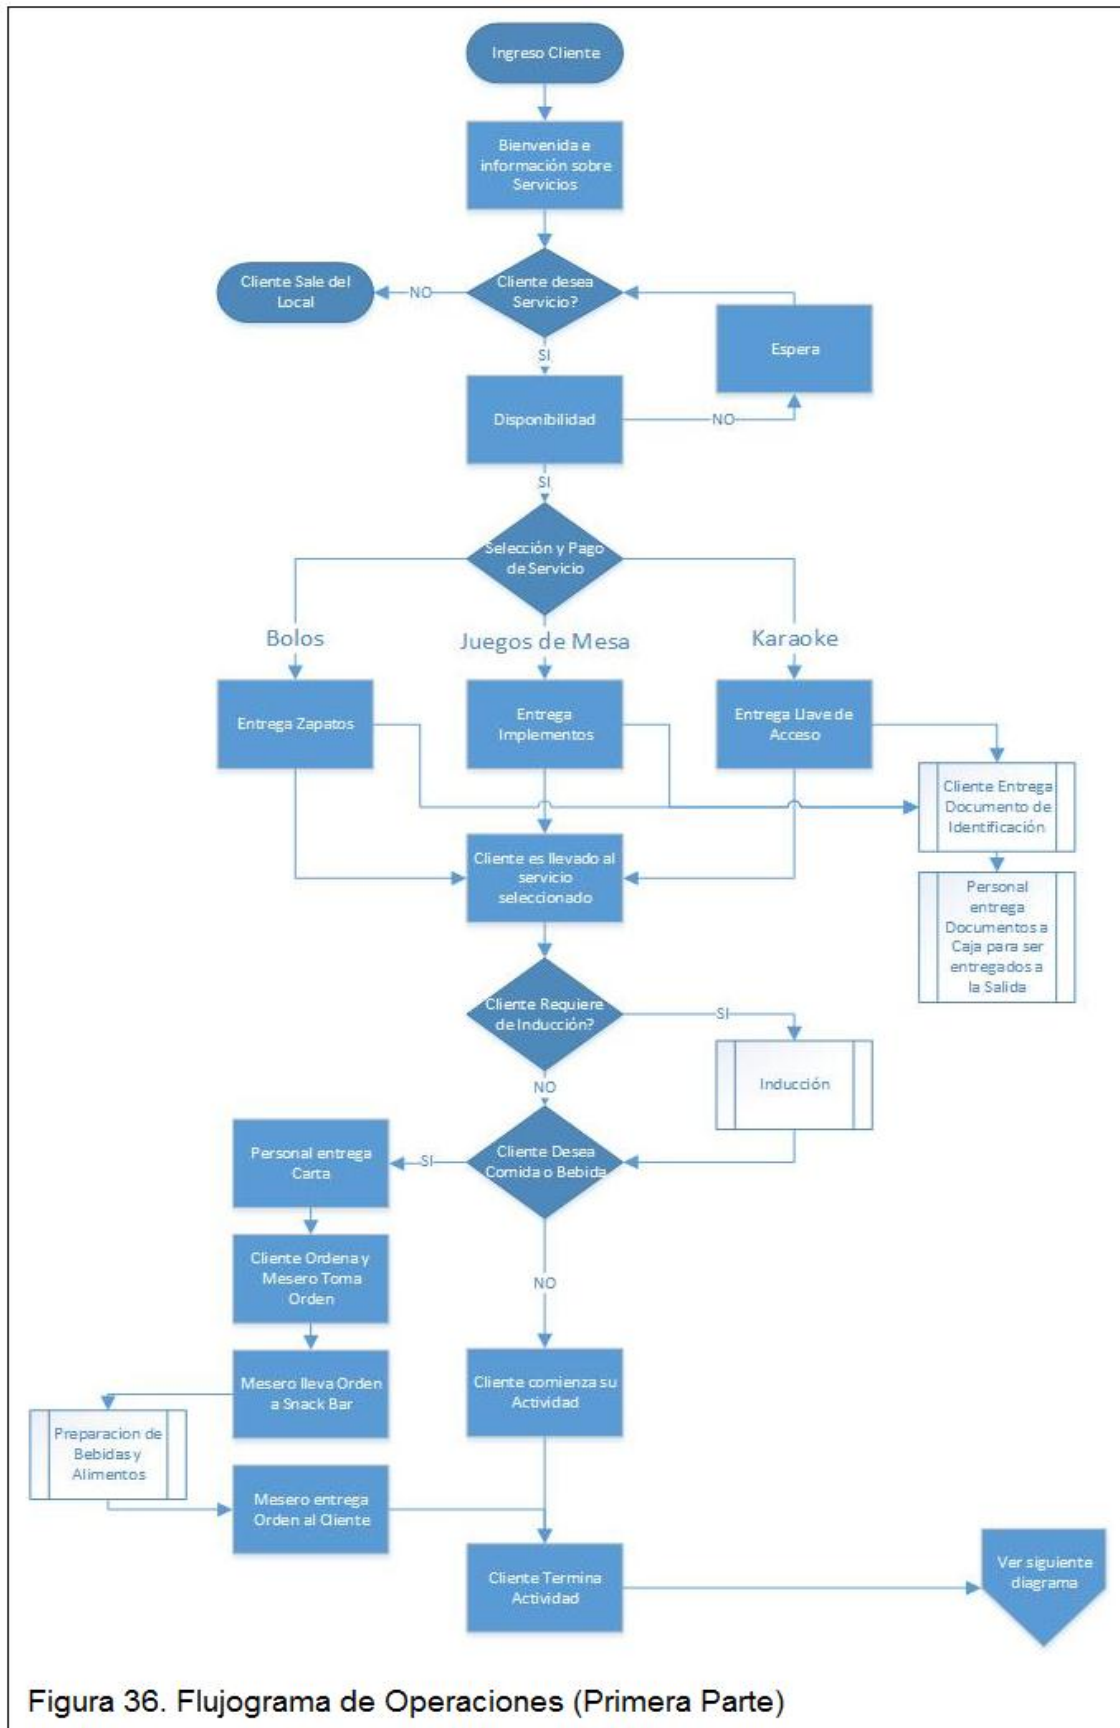 Ingreso Cliente
Bienvenida e
información sobre
Servicios
Cliente desea
Servicio?
NO
Cliente Sale del
Local
SI
Espera
Disponibilidad
NO
SI
Selección y Pago
de Servicio
Bolos
Juegos de Mesa
Karaoke
Entrega Zapatos
Entrega
Implementos
Entrega Llave de
Acceso
Cliente Entrega
Documento de
Identificación
Cliente es llevado al
servicio
seleccionado
Personal
entrega
Documentos a
Caja para ser
entregados a
la Salida
Cliente Requiere
de Inducción?
SI
Inducción
NO
Cliente Desea
Comida o Bebida
SI
Personal entrega
Carta
Cliente Ordena y
Mesero Toma
Orden
NO
Mesero lleva Orden
a Snack Bar
Cliente comienza su
Actividad
Preparacion de
Bebidas y
Alimentos
Mesero entrega
Orden al Cliente
Cliente Termina
Actividad
Ver siguiente
diagrama
Figura 36. Flujograma de Operaciones (Primera Parte)